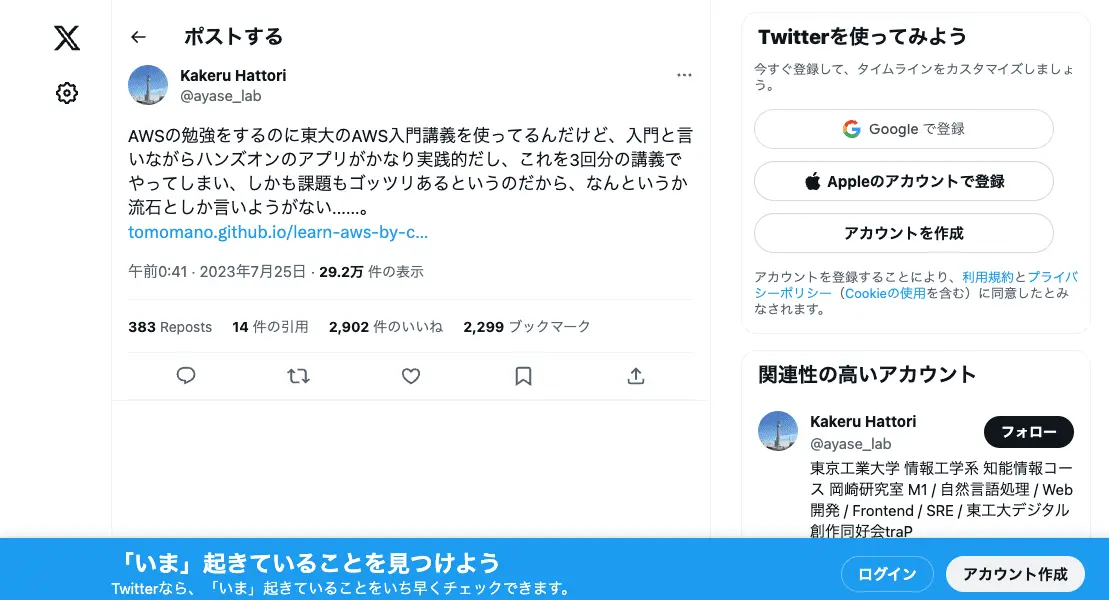 ポストする
Kakeru Hattori
@ayase_lab
AWSの勉強をするのに東大のAWS入門講義を使ってるんだけど、入門と言
いながらハンズオンのアプリがかなり実践的だし、これを3回分の講義で
やってしまい、しかも課題もゴッツリあるというのだから、なんというか
流石としか言いようがない......。
tomomano.github.io/learn-aws-by-c...
午前0:41 · 2023年7月25日 · 29.2万 件の表示
383 Reposts 14 件の引用 2,902 件のいいね 2,299 ブックマーク
Twitterを使ってみよう
今すぐ登録して、タイムラインをカスタマイズしましょ
う。
Google で登録
Appleのアカウントで登録
アカウントを作成
アカウントを登録することにより、利用規約とプライバ
シーポリシー（Cookieの使用を含む）に同意したとみ
なされます。
関連性の高いアカウント
Kakeru Hattori
@ayase_lab
フォロー
東京工業大学 情報工学系 知能情報コー
ス 岡崎研究室 M1 / 自然言語処理 / Web
開発 / Frontend / SRE / 東工大デジタル
創作同好会traP
「いま」起きていることを見つけよう
Twitterなら、「いま」起きていることをいち早くチェックできます。
ログイン
アカウント作成